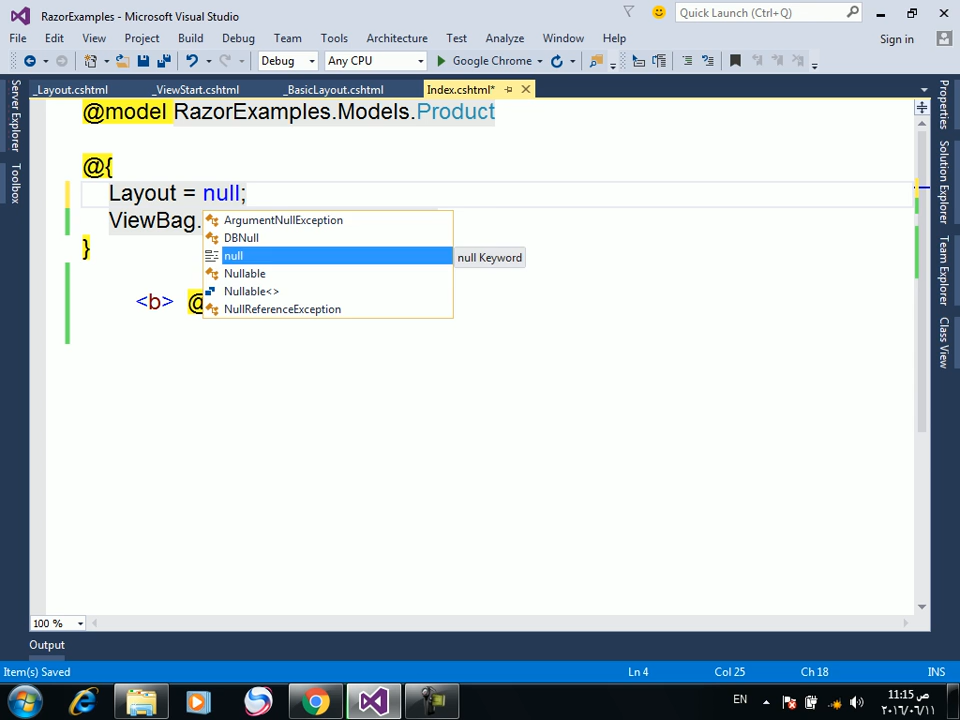 RazorExamples - Microsoft Visual Studio
Quick Launch (Ctrl+Q)
File Edit View Project Build Debug Team Tools Architecture Test Analyze Window Help Sign in
Debug Any CPU Google Chrome
_Layout.cshtml _ViewStart.cshtml _BasicLayout.cshtml Index.cshtml*
Server Explorer
Toolbox
Properties
Solution Explorer
Team Explorer
Class View
@model RazorExamples.Models.Product
@{
Layout = null;
ViewBag.
}
<b> @
ArgumentNullException
DBNull
null
null Keyword
Nullable
Nullable<>
NullReferenceException
100 %
Output
Item(s) Saved Ln 4 Col 25 Ch 18 INS
EN
11:15 ص
٢٠١٦/٠٦/١١